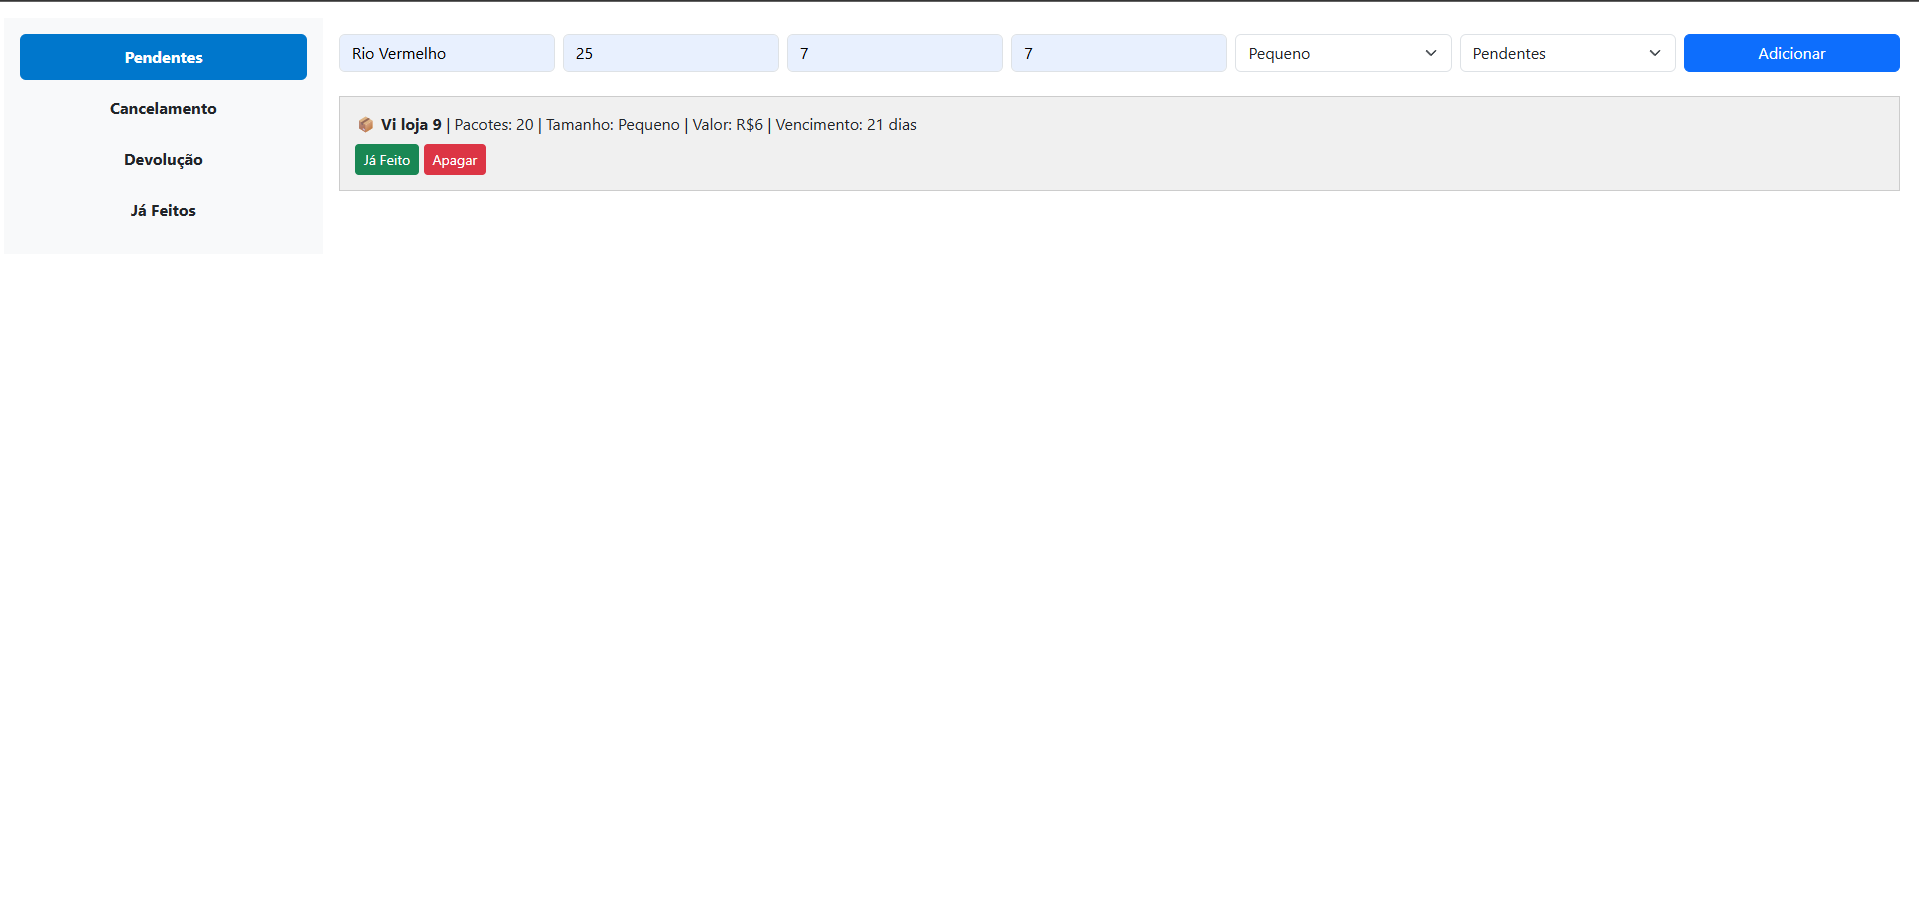 Pendentes
Cancelamento
Devolução
Já Feitos
Rio Vermelho 25 7 7 Pequeno Pendentes Adicionar
Vi loja 9 | Pacotes: 20 | Tamanho: Pequeno | Valor: R$6 | Vencimento: 21 dias
Já Feito Apagar